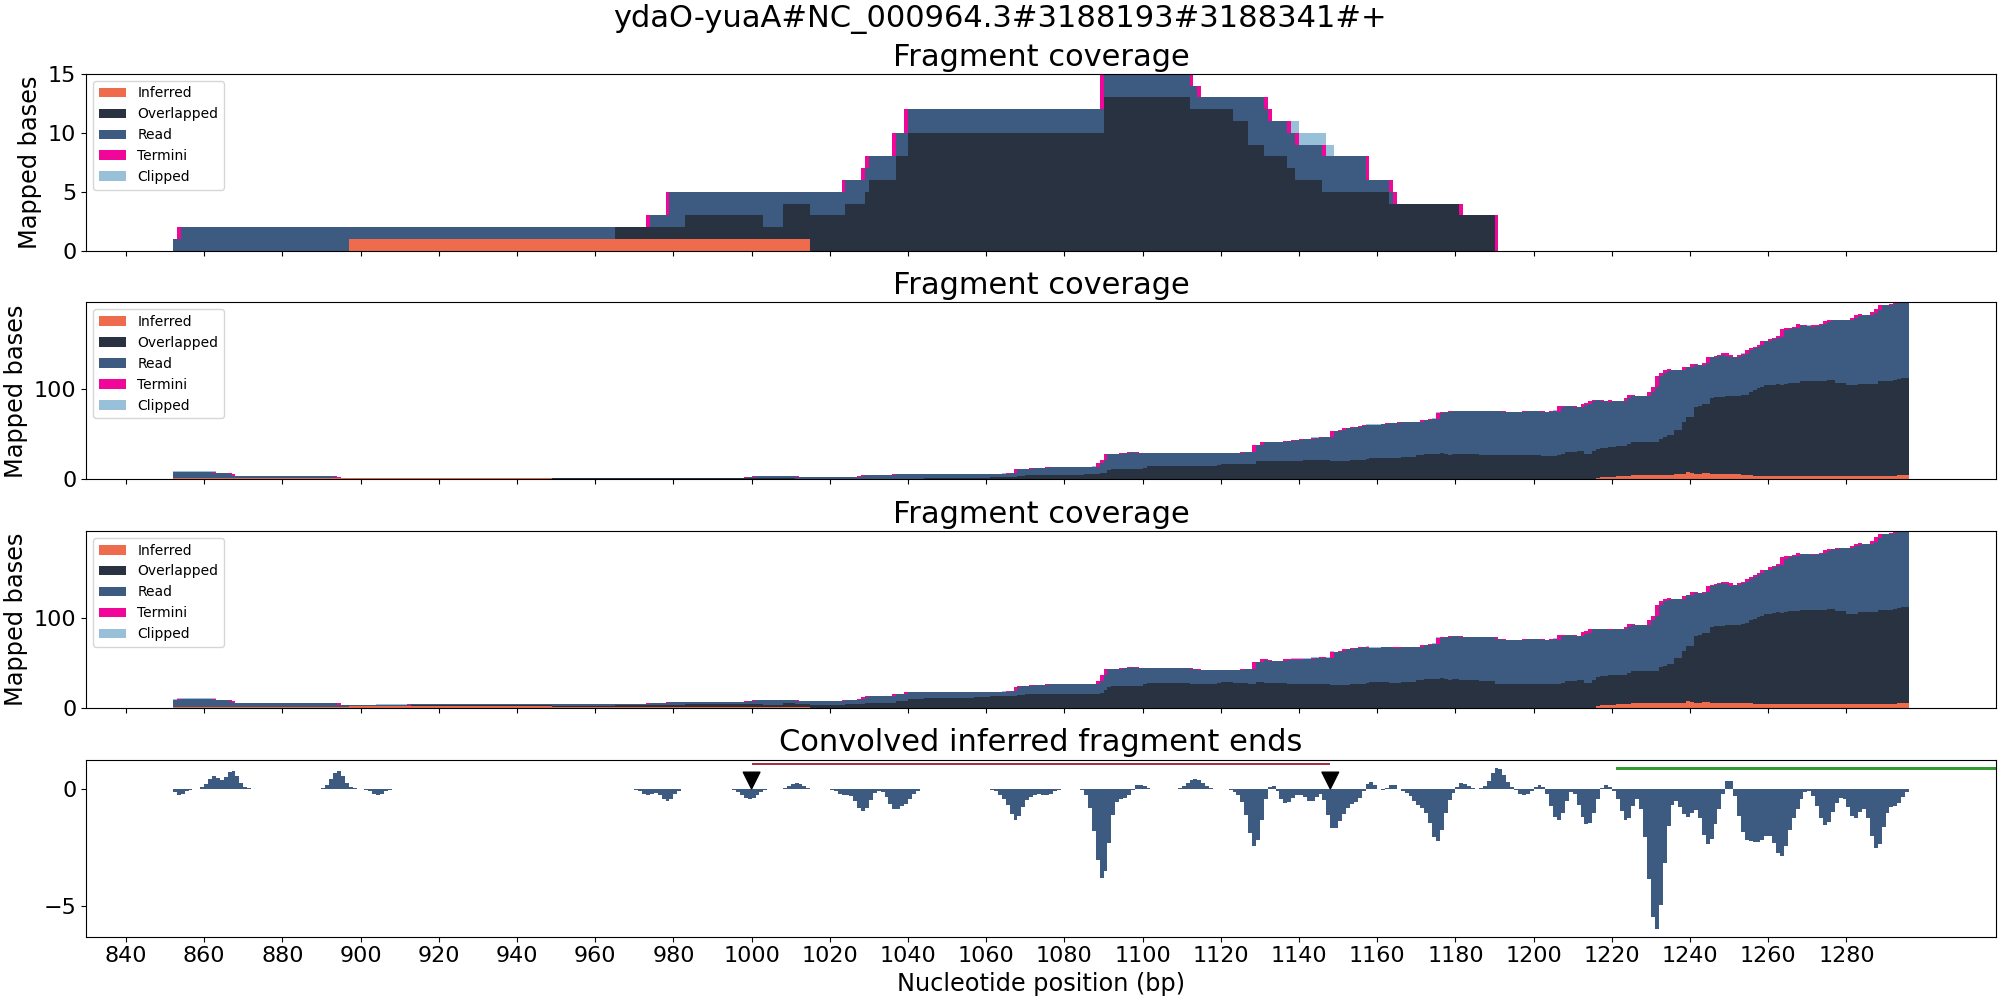 ydaO-yuaA#NC_000964.3#3188193#3188341#+
Fragment coverage
Mapped bases
15
10
5
0
Inferred
Overlapped
Read
Termini
Clipped
Fragment coverage
Mapped bases
100
0
Inferred
Overlapped
Read
Termini
Clipped
Fragment coverage
Mapped bases
100
0
Inferred
Overlapped
Read
Termini
Clipped
Convolved inferred fragment ends
0
−5
840 860 880 900 920 940 960 980 1000 1020 1040 1060 1080 1100 1120 1140 1160 1180 1200 1220 1240 1260 1280
Nucleotide position (bp)